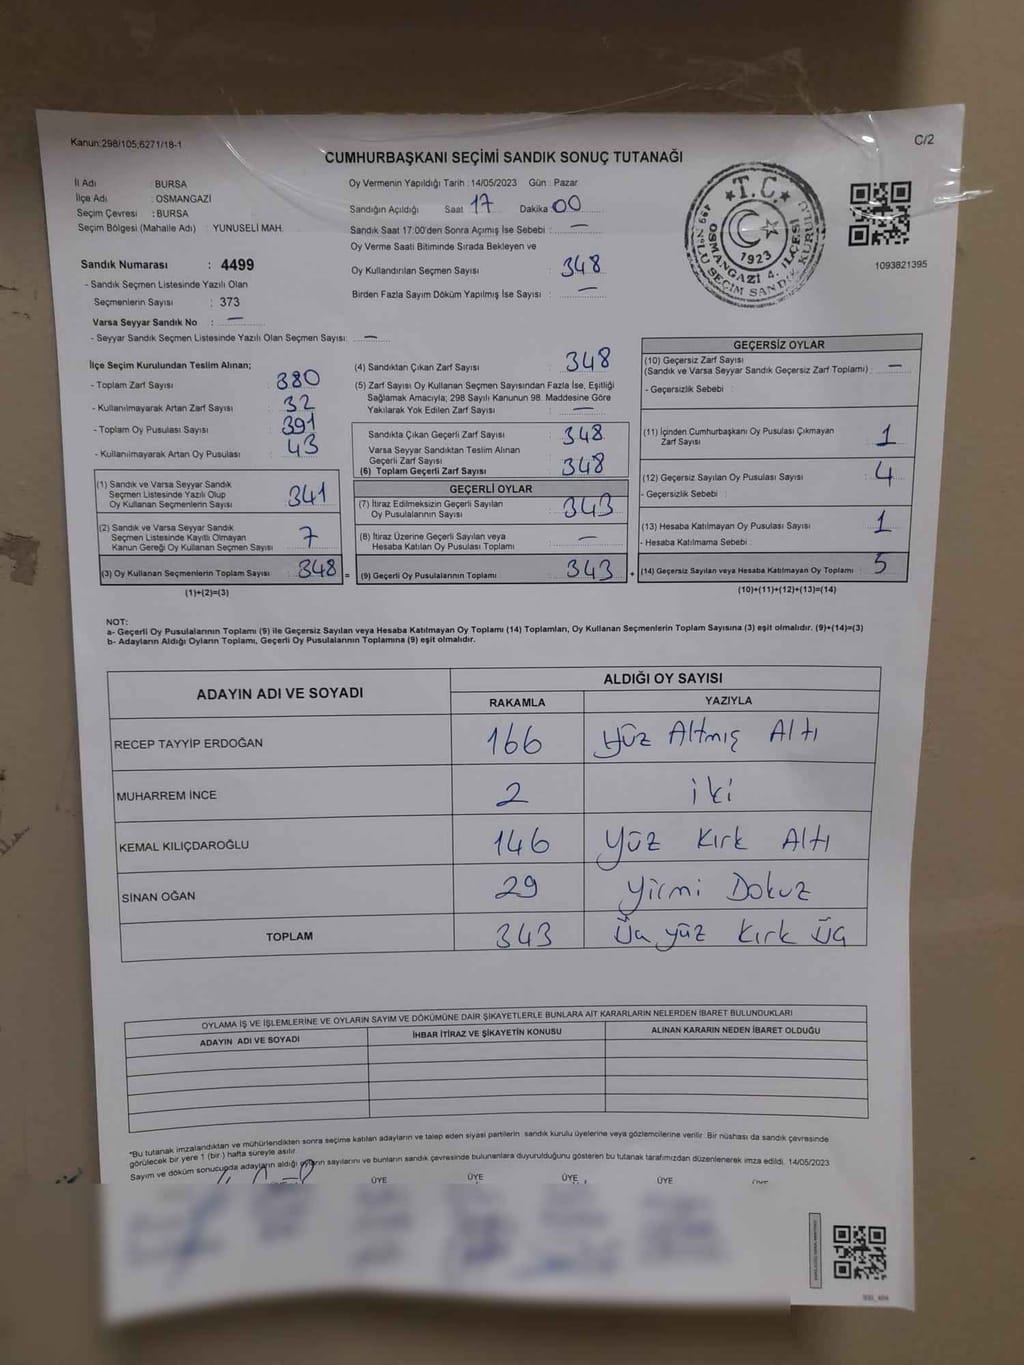 Kanun:298/105,6271/18-1
C/2
CUMHURBAŞKANI SEÇİMİ SANDIK SONUÇ TUTANAĞI
İl Adı : BURSA
İlçe Adı : OSMANGAZİ
Seçim Çevresi : BURSA
Seçim Bölgesi (Mahalle Adı) : YUNUSELİ MAH.
Sandık Numarası : 4499
- Sandık Seçmen Listesinde Yazılı Olan
Seçmenlerin Sayısı : 373
Varsa Seyyar Sandık No : —
- Seyyar Sandık Seçmen Listesinde Yazılı Olan Seçmen Sayısı: —
Oy Vermenin Yapıldığı Tarih : 14/05/2023 Gün : Pazar
Sandığın Açıldığı Saat 17 Dakika 00
Sandık Saat 17:00'den Sonra Açımış İse Sebebi : —
Oy Verme Saati Bitiminde Sırada Bekleyen ve
Oy Kullandırılan Seçmen Sayısı : 348
Birden Fazla Sayım Döküm Yapılmış İse Sayısı : —
T.C.
1923
OSMANGAZİ 4. İLÇESİ
499 N'LU SEÇİM SANDIK KURULU
1093821395
İlçe Seçim Kurulundan Teslim Alınan;
- Toplam Zarf Sayısı : 380
- Kullanılmayarak Artan Zarf Sayısı : 32
- Toplam Oy Pusulası Sayısı : 391
- Kullanılmayarak Artan Oy Pusulası : 43
(1) Sandık ve Varsa Seyyar Sandık
Seçmen Listesinde Yazılı Olup
Oy Kullanan Seçmenlerin Sayısı : 341
(2) Sandık ve Varsa Seyyar Sandık
Seçmen Listesinde Kayıtlı Olmayan
Kanun Gereği Oy Kullanan Seçmen Sayısı : 7
(3) Oy Kullanan Seçmenlerin Toplam Sayısı : 348 =
(1)+(2)=(3)
(4) Sandıktan Çıkan Zarf Sayısı : 348
(5) Zarf Sayısı Oy Kullanan Seçmen Sayısından Fazla İse, Eşitliği
Sağlamak Amacıyla; 298 Sayılı Kanunun 98. Maddesine Göre
Yakılarak Yok Edilen Zarf Sayısı : —
Sandıkta Çıkan Geçerli Zarf Sayısı : 348
Varsa Seyyar Sandıktan Teslim Alınan
Geçerli Zarf Sayısı
(6) Toplam Geçerli Zarf Sayısı : 348
GEÇERLİ OYLAR
(7) İtiraz Edilmeksizin Geçerli Sayılan
Oy Pusulalarının Sayısı : 343
(8) İtiraz Üzerine Geçerli Sayılan veya
Hesaba Katılan Oy Pusulası Toplamı : —
(9) Geçerli Oy Pusulalarının Toplamı : 343 +
GEÇERSİZ OYLAR
(10) Geçersiz Zarf Sayısı
(Sandık ve Varsa Seyyar Sandık Geçersiz Zarf Toplamı) : —
- Geçersizlik Sebebi :
(11) İçinden Cumhurbaşkanı Oy Pusulası Çıkmayan
Zarf Sayısı : 1
(12) Geçersiz Sayılan Oy Pusulası Sayısı : 4
- Geçersizlik Sebebi :
(13) Hesaba Katılmayan Oy Pusulası Sayısı : 1
- Hesaba Katılmama Sebebi :
(14) Geçersiz Sayılan veya Hesaba Katılmayan Oy Toplamı : 5
(10)+(11)+(12)+(13)=(14)
NOT:
a- Geçerli Oy Pusulalarının Toplamı (9) ile Geçersiz Sayılan veya Hesaba Katılmayan Oy Toplamı (14) Toplamları, Oy Kullanan Seçmenlerin Toplam Sayısına (3) eşit olmalıdır. (9)+(14)=(3)
b- Adayların Aldığı Oyların Toplamı, Geçerli Oy Pusulalarının Toplamına (9) eşit olmalıdır.
ADAYIN ADI VE SOYADI
ALDIĞI OY SAYISI
RAKAMLA YAZIYLA
RECEP TAYYİP ERDOĞAN 166 Yüz Altmış Altı
MUHARREM İNCE 2 iki
KEMAL KILIÇDAROĞLU 146 Yüz Kırk Altı
SİNAN OĞAN 29 Yirmi Dokuz
TOPLAM 343 Üç yüz Kırk Üç
OYLAMA İŞ VE İŞLEMLERİNE VE OYLARIN SAYIM VE DÖKÜMÜNE DAİR ŞİKAYETLERLE BUNLARA AİT KARARLARIN NELERDEN İBARET BULUNDUKLARI
ADAYIN ADI VE SOYADI İHBAR İTİRAZ VE ŞİKAYETİN KONUSU ALINAN KARARIN NEDEN İBARET OLDUĞU
*Bu tutanak imzalandıktan ve mühürlendikten sonra seçime katılan adayların ve talep eden siyasi partilerin sandık kurulu üyelerine veya gözlemcilerine verilir. Bir nüshası da sandık çevresinde
görülecek bir yere 1 (bir) hafta süreyle asılır.
Sayım ve döküm sonucunda adayların aldığı oyların sayılarını ve bunların sandık çevresinde bulunanlara duyurulduğunu gösteren bu tutanak tarafımızdan düzenlenerek imza edildi. 14/05/2023
ÜYE ÜYE ÜYE ÜYE